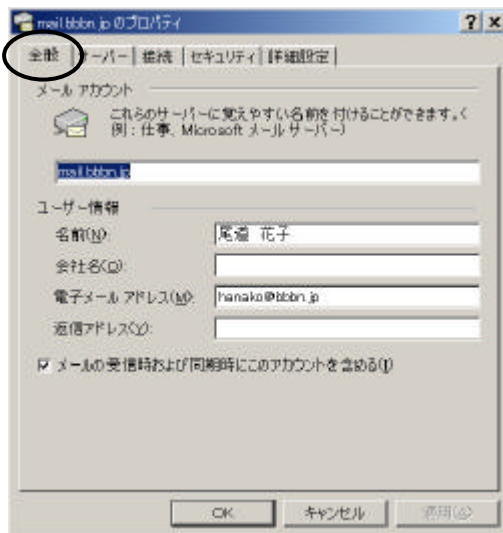 mail.bbbn.jp のプロパティ
? ×
全般 サーバー 接続 セキュリティ 詳細設定
メール アカウント
これらのサーバーに覚えやすい名前を付けることができます。(
例 : 仕事、Microsoft メール サーバー)
mail.bbbn.jp
ユーザー情報
名前(N): 尾道 花子
会社名(O):
電子メール アドレス(M): hanako@bbbn.jp
返信アドレス(Y):
メールの受信時および同期時にこのアカウントを含める(I)
OK キャンセル 適用(A)